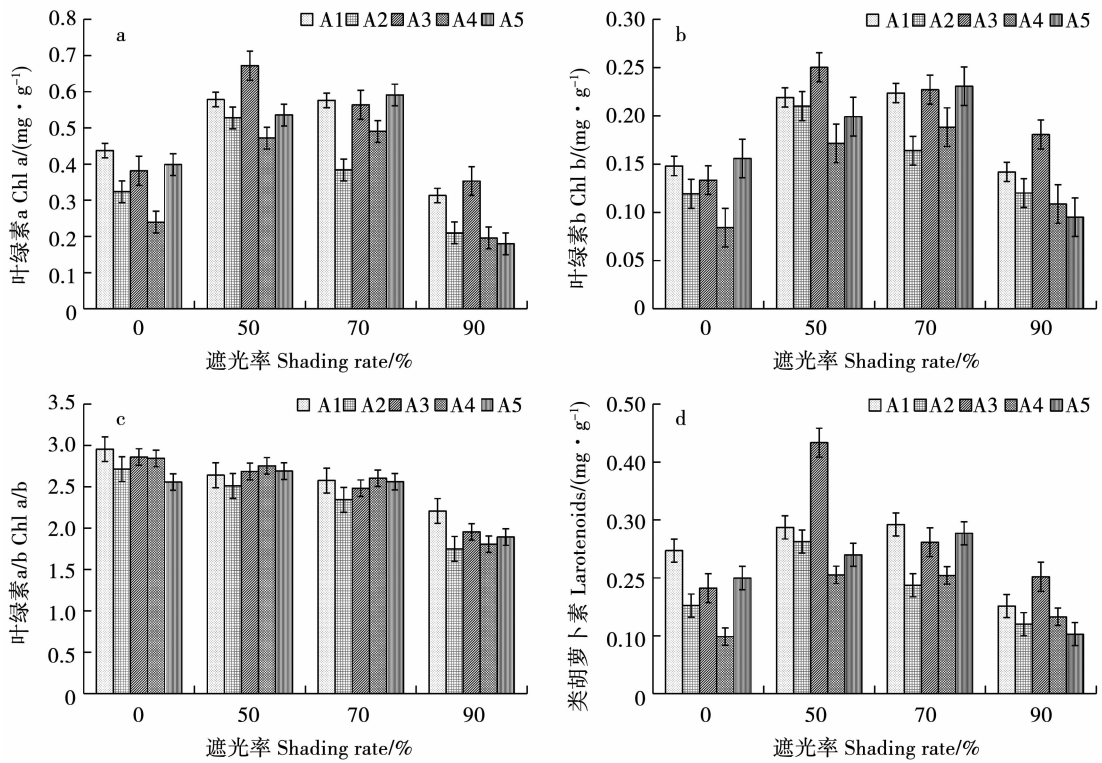 A1 A2 A3 A4 A5
a
0.8
0.7
0.6
0.5
0.4
0.3
0.2
0.1
0
叶绿素a Chl a/(mg·g⁻¹)
0 50 70 90
遮光率 Shading rate/%
A1 A2 A3 A4 A5
b
0.30
0.25
0.20
0.15
0.10
0.05
0
叶绿素b Chl b/(mg·g⁻¹)
0 50 70 90
遮光率 Shading rate/%
A1 A2 A3 A4 A5
c
3.5
3.0
2.5
2.0
1.5
1.0
0.5
0
叶绿素a/b Chl a/b
0 50 70 90
遮光率 Shading rate/%
A1 A2 A3 A4 A5
d
0.50
0.40
0.30
0.25
0.10
0
类胡萝卜素 Larotenoids/(mg·g⁻¹)
0 50 70 90
遮光率 Shading rate/%